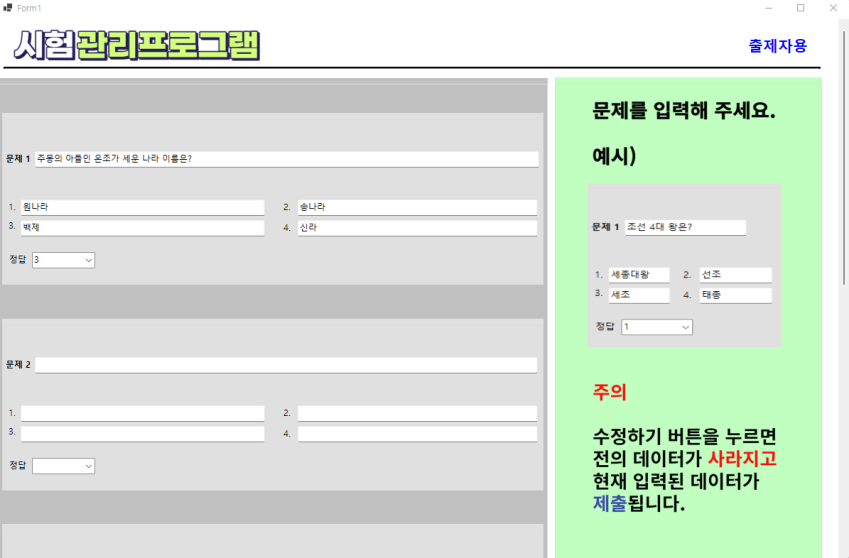 Form1
시험관리프로그램
출제자용
문제 1 주몽의 아들인 온조가 세운 나라 이름은?
1. 원나라
2. 송나라
3. 백제
4. 신라
정답 3
문제 2
1.
2.
3.
4.
정답
문제를 입력해 주세요.
예시)
문제 1 조선 4대 왕은?
1. 세종대왕
2. 선조
3. 세조
4. 태종
정답 1
주의
수정하기 버튼을 누르면
전의 데이터가 사라지고
현재 입력된 데이터가
제출됩니다.